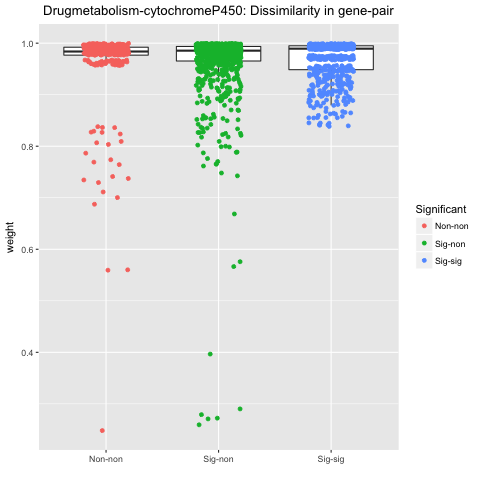 Drugmetabolism-cytochromeP450: Dissimilarity in gene-pair
1.0
0.8
0.6
0.4
weight
Non-non
Sig-non
Sig-sig
Significant
Non-non
Sig-non
Sig-sig